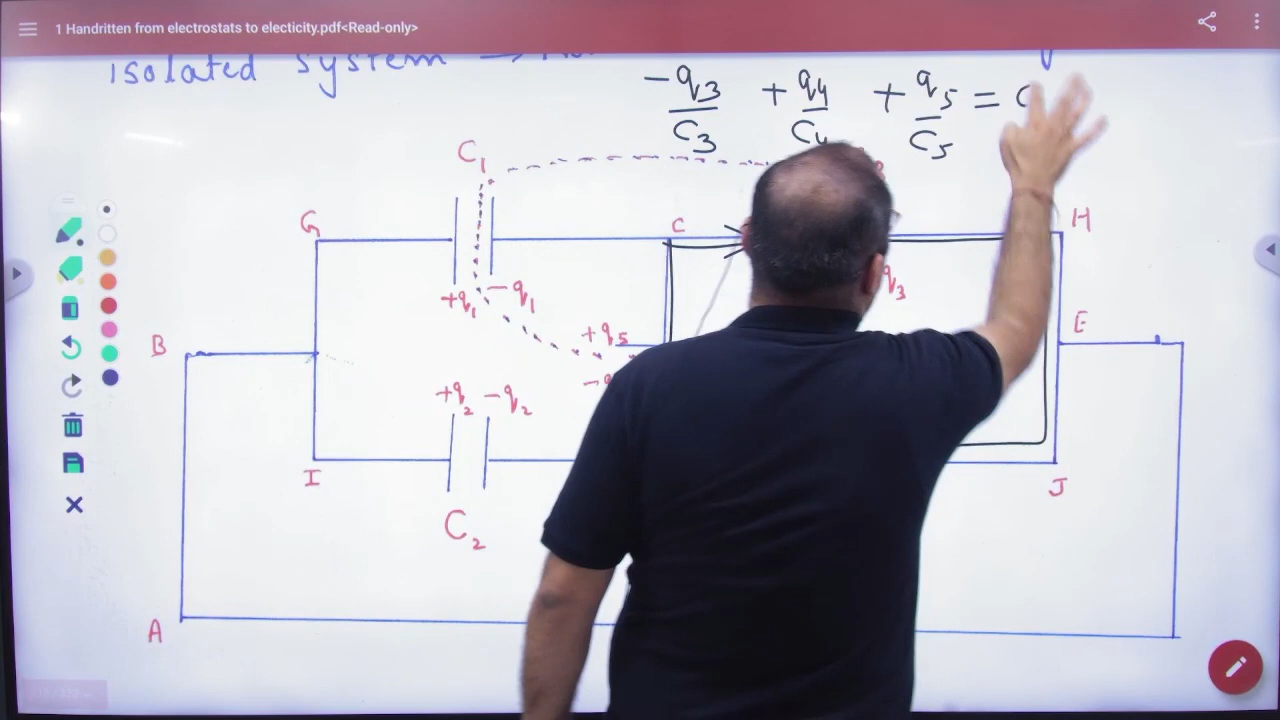 1 Handritten from electrostats to electicity.pdf<Read-only>
isolated system →
-q3/C3 + q4/C4 + q5/C5 =
C1
G C H
+q1 -q1 q3
+q5 E
B
+q2 -q2
I J
C2
A